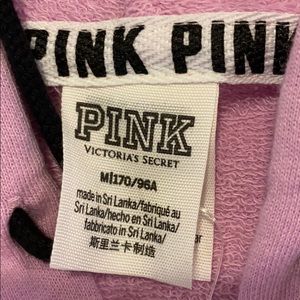 PINK PINK
PINK
VICTORIA'S SECRET
M|170/96A
made in Sri Lanka/fabriqué au
Sri Lanka/hecho en Sri Lanka/
fabbricato in Sri Lanka/
斯里兰卡制造